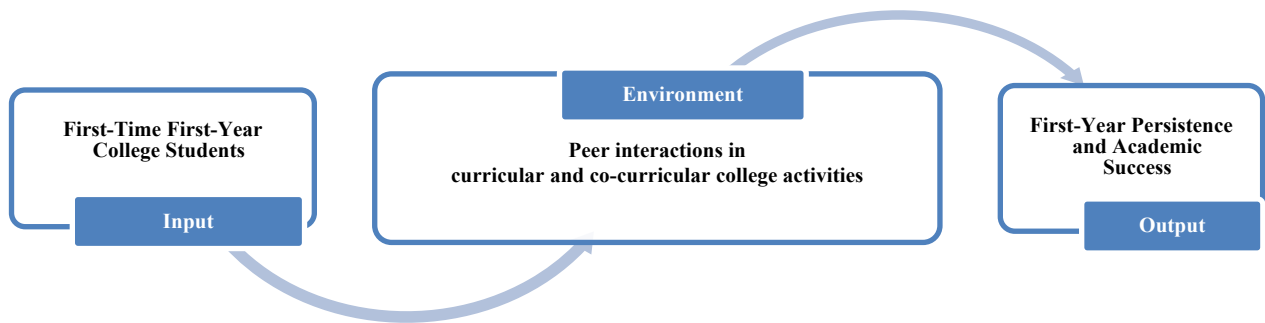 First-Time First-Year
College Students
Input
Environment
Peer interactions in
curricular and co-curricular college activities
First-Year Persistence
and Academic
Success
Output